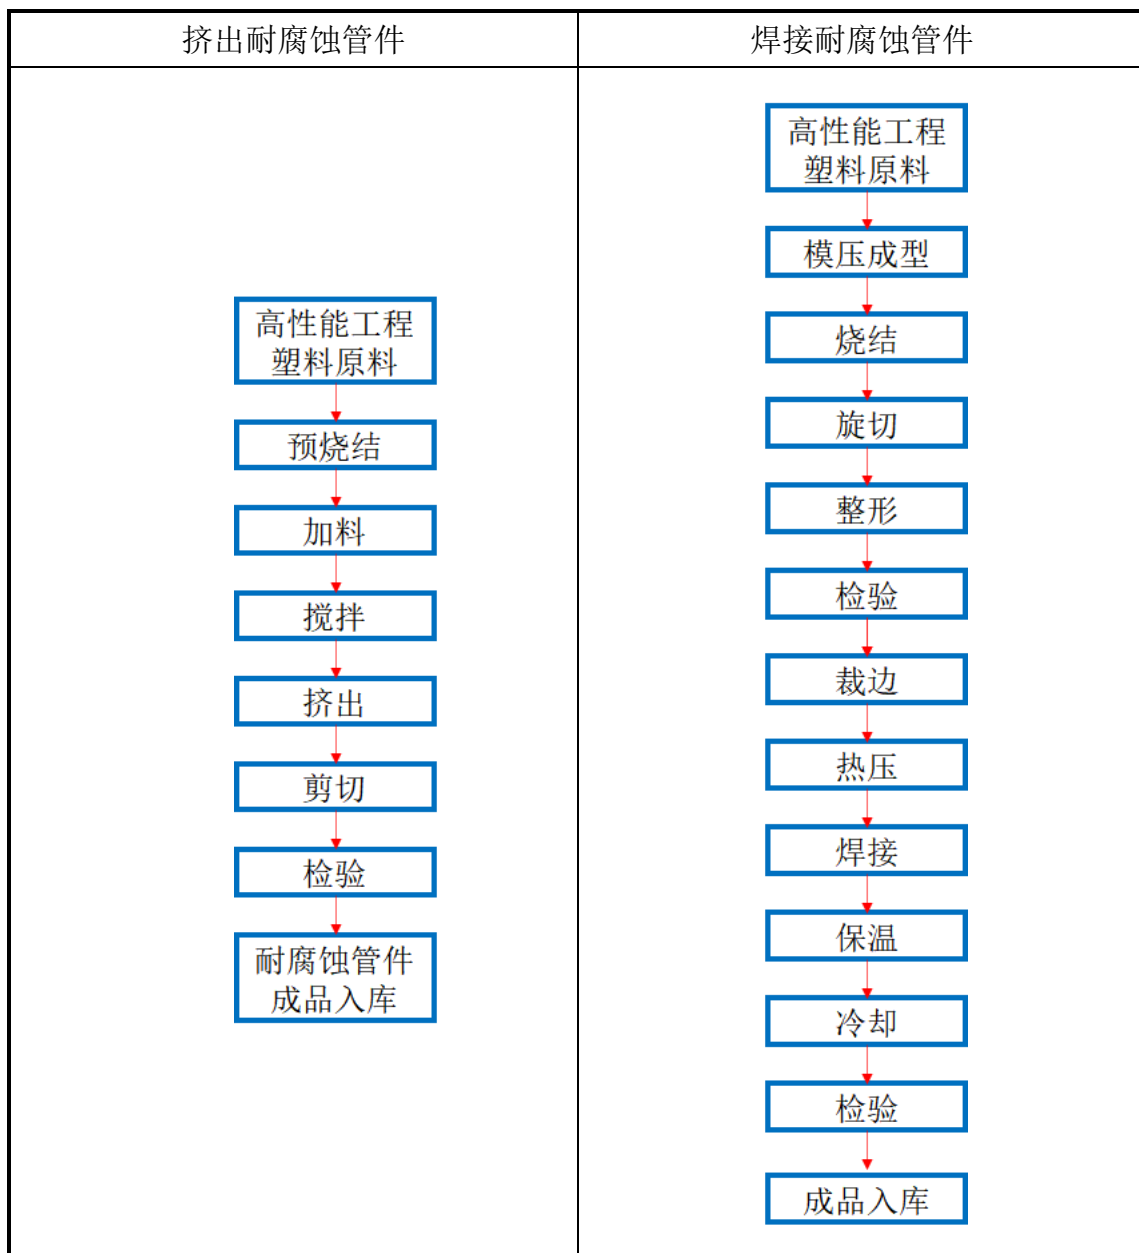 挤出耐腐蚀管件
焊接耐腐蚀管件
高性能工程
塑料原料
预烧结
加料
搅拌
挤出
剪切
检验
耐腐蚀管件
成品入库
高性能工程
塑料原料
模压成型
烧结
旋切
整形
检验
裁边
热压
焊接
保温
冷却
检验
成品入库